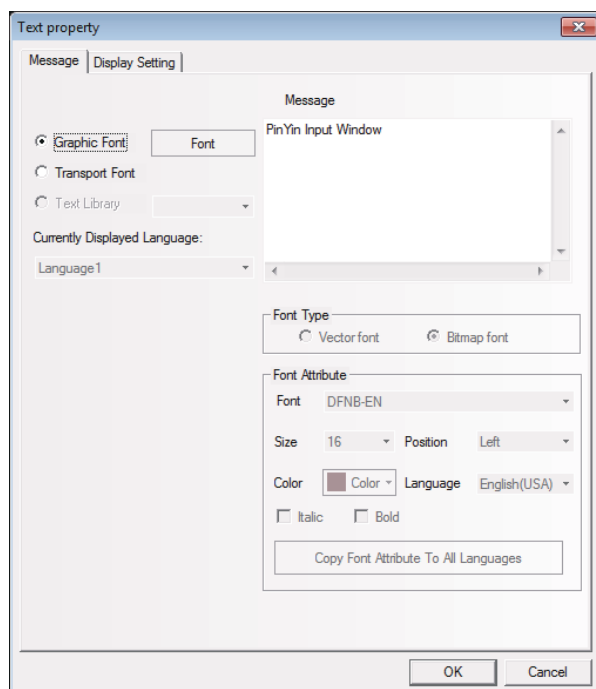 Text property
Message
Display Setting
Message
Graphic Font
Font
PinYin Input Window
Transport Font
Text Library
Currently Displayed Language:
Language1
Font Type
Vector font
Bitmap font
Font Attribute
Font
DFNB-EN
Size
16
Position
Left
Color
Color
Language
English(USA)
Italic
Bold
Copy Font Attribute To All Languages
OK
Cancel